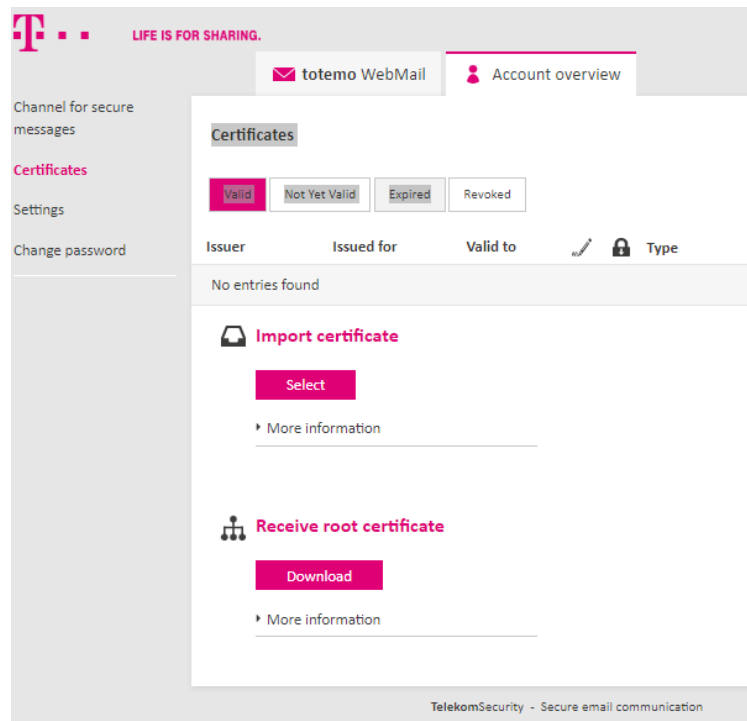 T
LIFE IS FOR SHARING.
totemo WebMail
Account overview
Channel for secure
messages
Certificates
Settings
Change password
Certificates
Valid
Not Yet Valid
Expired
Revoked
Issuer
Issued for
Valid to
Type
No entries found
Import certificate
Select
More information
Receive root certificate
Download
More information
TelekomSecurity - Secure email communication